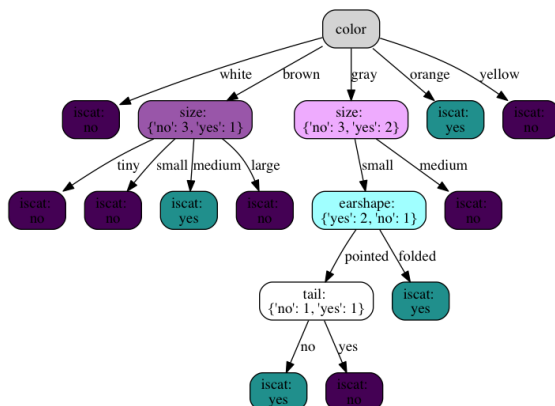 color
white
brown
gray
orange
yellow
iscat:
no
size:
{'no': 3, 'yes': 1}
size:
{'no': 3, 'yes': 2}
iscat:
yes
iscat:
no
tiny
small
medium
large
small
medium
iscat:
no
iscat:
no
iscat:
yes
iscat:
no
earshape:
{'yes': 2, 'no': 1}
iscat:
no
pointed
folded
tail:
{'no': 1, 'yes': 1}
iscat:
yes
no
yes
iscat:
yes
iscat:
no